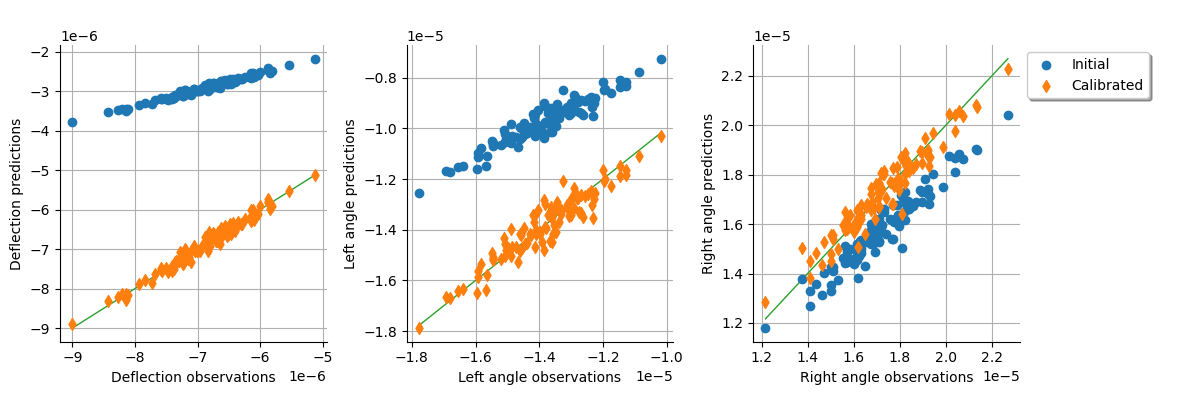 1e−6
−2
−3
−4
−5
−6
−7
−8
−9
Deflection predictions
−9 −8 −7 −6 −5
Deflection observations 1e−6
1e−5
−0.8
−1.0
−1.2
−1.4
−1.6
−1.8
Left angle predictions
−1.8 −1.6 −1.4 −1.2 −1.0
Left angle observations 1e−5
1e−5
2.2
2.0
1.8
1.6
1.4
1.2
Right angle predictions
1.2 1.4 1.6 1.8 2.0 2.2
Right angle observations 1e−5
Initial
Calibrated